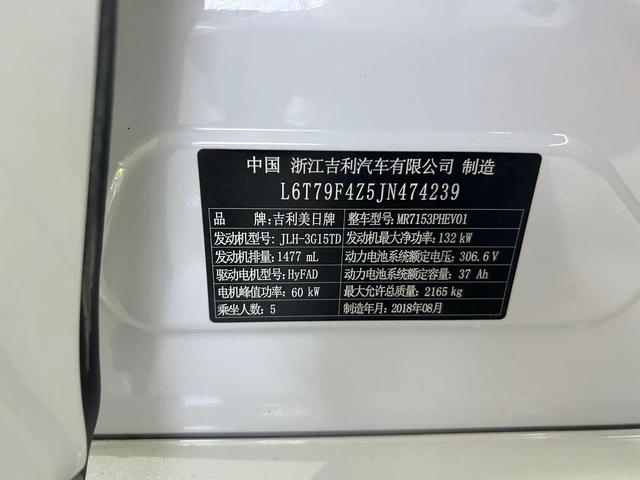 中国 浙江吉利汽车有限公司 制造
L6T79F4Z5JN474239
品 牌: 吉利美日牌 整车型号: MR7153PHEV01
发动机型号: JLH-3G15TD 发动机最大净功率: 132 kW
发动机排量: 1477 mL 动力电池系统额定电压: 306.6 V
驱动电机型号: HyFAD 动力电池系统额定容量: 37 Ah
电机峰值功率: 60 kW 最大允许总质量: 2165 kg
乘坐人数: 5 制造年月: 2018年08月